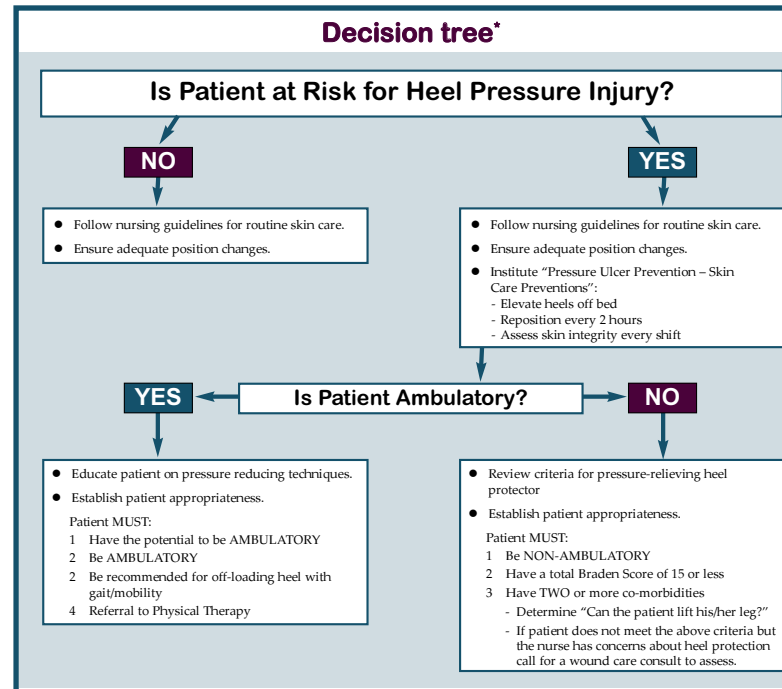 Decision tree*
Is Patient at Risk for Heel Pressure Injury?
NO
YES
● Follow nursing guidelines for routine skin care.
● Ensure adequate position changes.
● Follow nursing guidelines for routine skin care.
● Ensure adequate position changes.
● Institute “Pressure Ulcer Prevention – Skin
Care Preventions”:
- Elevate heels off bed
- Reposition every 2 hours
- Assess skin integrity every shift
YES
Is Patient Ambulatory?
NO
● Educate patient on pressure reducing techniques.
● Establish patient appropriateness.
Patient MUST:
1 Have the potential to be AMBULATORY
2 Be AMBULATORY
2 Be recommended for off-loading heel with
gait/mobility
4 Referral to Physical Therapy
● Review criteria for pressure-relieving heel
protector
● Establish patient appropriateness.
Patient MUST:
1 Be NON-AMBULATORY
2 Have a total Braden Score of 15 or less
3 Have TWO or more co-morbidities
- Determine “Can the patient lift his/her leg?”
- If patient does not meet the above criteria but
the nurse has concerns about heel protection
call for a wound care consult to assess.